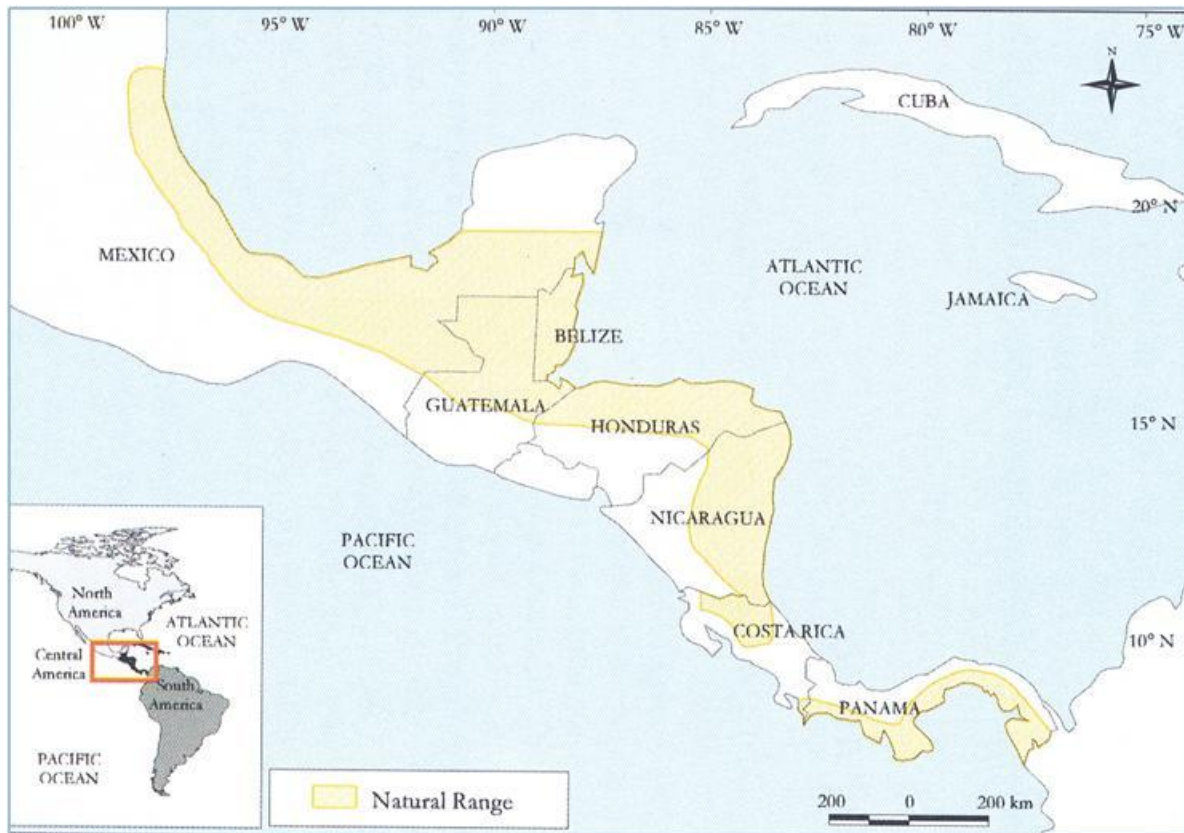 100° W
95° W
90° W
85° W
80° W
75° W
N
CUBA
20° N
MEXICO
ATLANTIC
OCEAN
JAMAICA
BELIZE
GUATEMALA
HONDURAS
15° N
NICARAGUA
PACIFIC
OCEAN
COSTA RICA
10° N
PANAMA
North
America
ATLANTIC
OCEAN
Central
America
South
America
PACIFIC
OCEAN
Natural Range
200 0 200 km